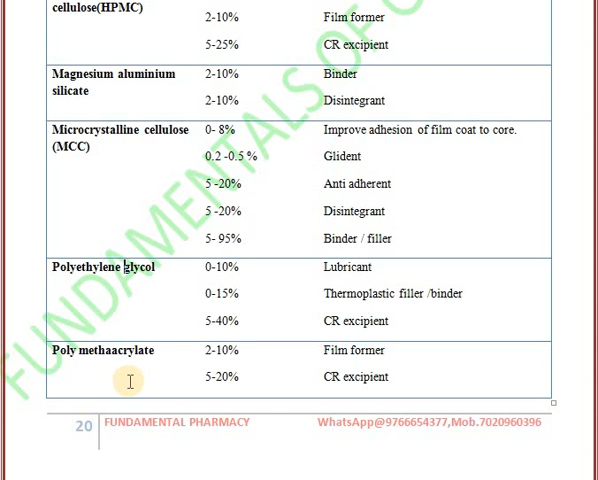 cellulose(HPMC)
2-10% Film former
5-25% CR excipient
Magnesium aluminium 2-10% Binder
silicate
2-10% Disintegrant
Microcrystalline cellulose 0- 8% Improve adhesion of film coat to core.
(MCC)
0.2 -0.5 % Glident
5 -20% Anti adherent
5 -20% Disintegrant
5- 95% Binder / filler
Polyethylene glycol 0-10% Lubricant
0-15% Thermoplastic filler /binder
5-40% CR excipient
Poly methaacrylate 2-10% Film former
5-20% CR excipient
20 FUNDAMENTAL PHARMACY WhatsApp@9766654377,Mob.7020960396
FUNDAMENTALS OF